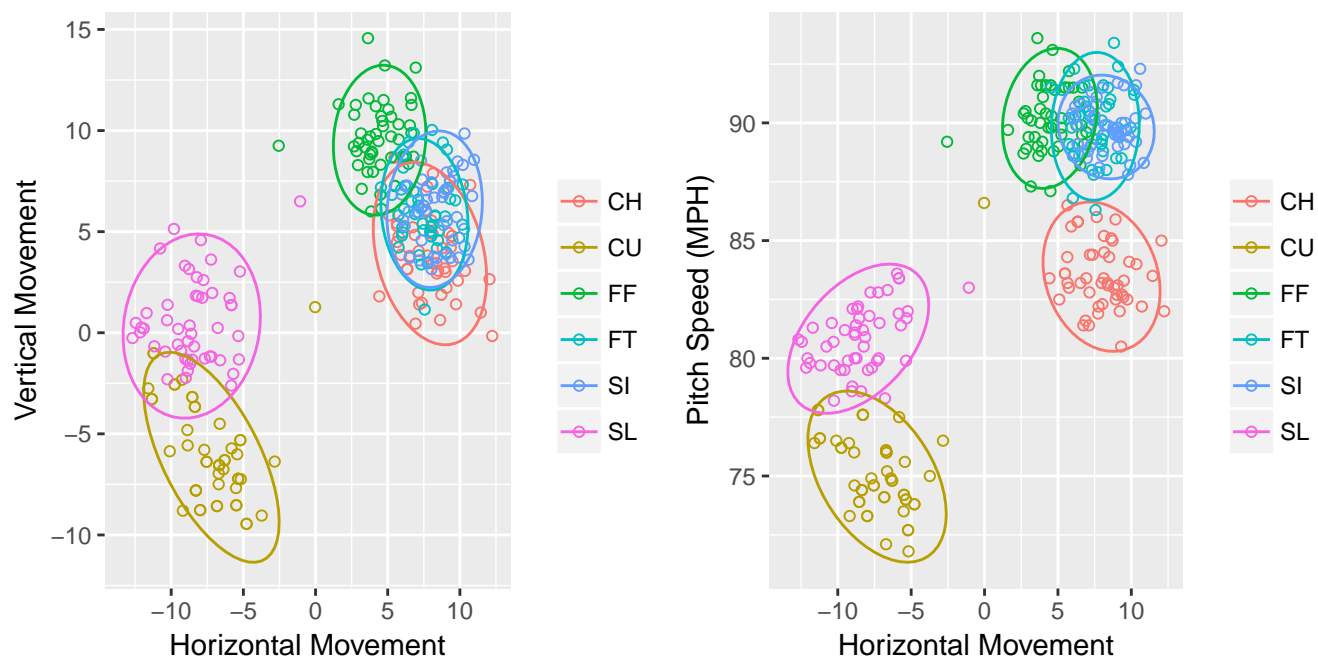 15
10
5
0
−5
−10
−10 −5 0 5 10
Horizontal Movement
Vertical Movement
CH
CU
FF
FT
SI
SL
90
85
80
75
−10 −5 0 5 10
Horizontal Movement
Pitch Speed (MPH)
CH
CU
FF
FT
SI
SL